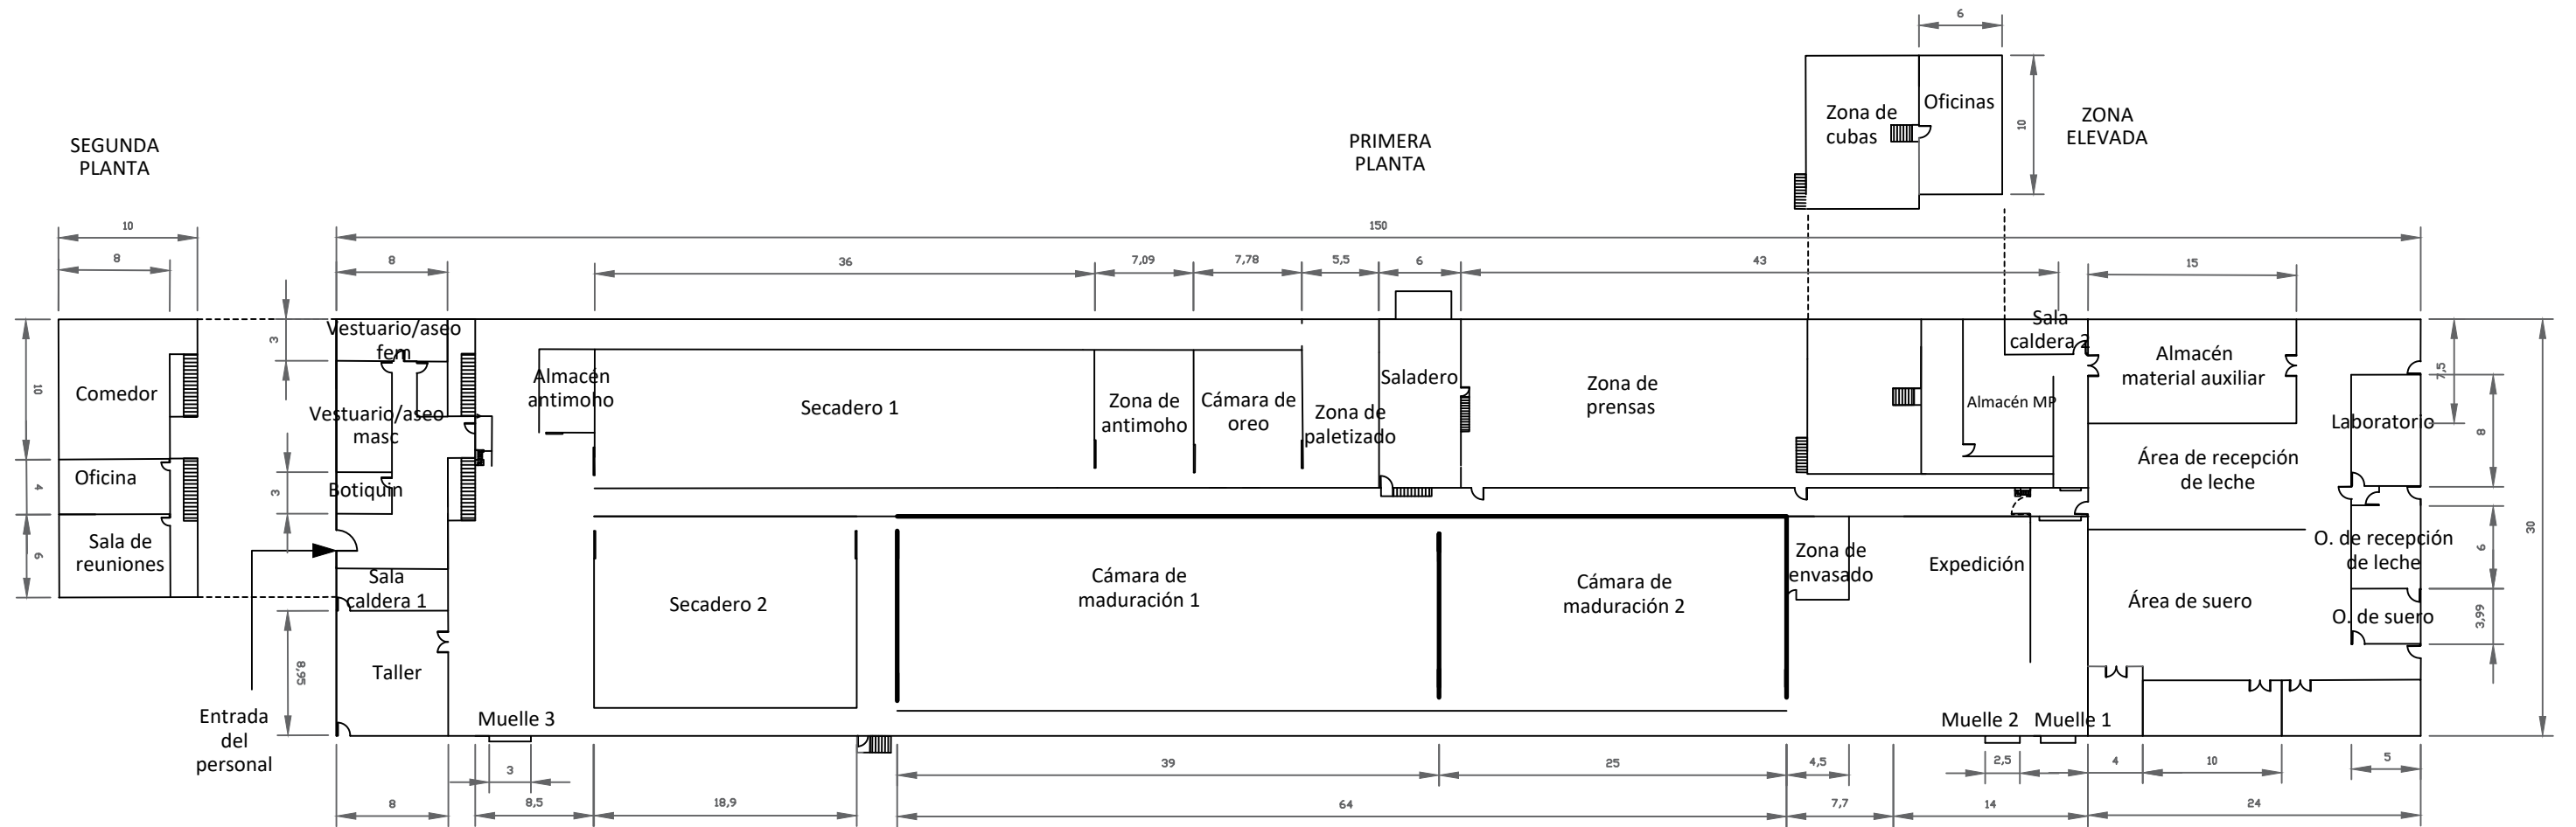 6
Oficinas
Zona de
cubas
10
ZONA
ELEVADA
SEGUNDA
PLANTA
PRIMERA
PLANTA
10
150
8
8
36
7,09
7,78
5,5
6
43
15
Vestuario/aseo
fem
3
Sala
caldera 2
Almacén
material auxiliar
7,5
Comedor
10
Almacén
antimoho
Secadero 1
Zona de
antimoho
Cámara de
oreo
Zona de
paletizado
Saladero
Zona de
prensas
Almacén MP
Laboratorio
8
Vestuario/aseo
masc
Área de recepción
de leche
Oficina
4
3
Botiquín
30
Sala de
reuniones
6
Sala
caldera 1
Secadero 2
Cámara de
maduración 1
Cámara de
maduración 2
Zona de
envasado
Expedición
O. de recepción
de leche
6
Área de suero
O. de suero
3,99
8,95
Taller
Entrada
del
personal
Muelle 3
Muelle 2
Muelle 1
3
39
25
4,5
2,5
4
10
5
8
8,5
18,9
64
7,7
14
24